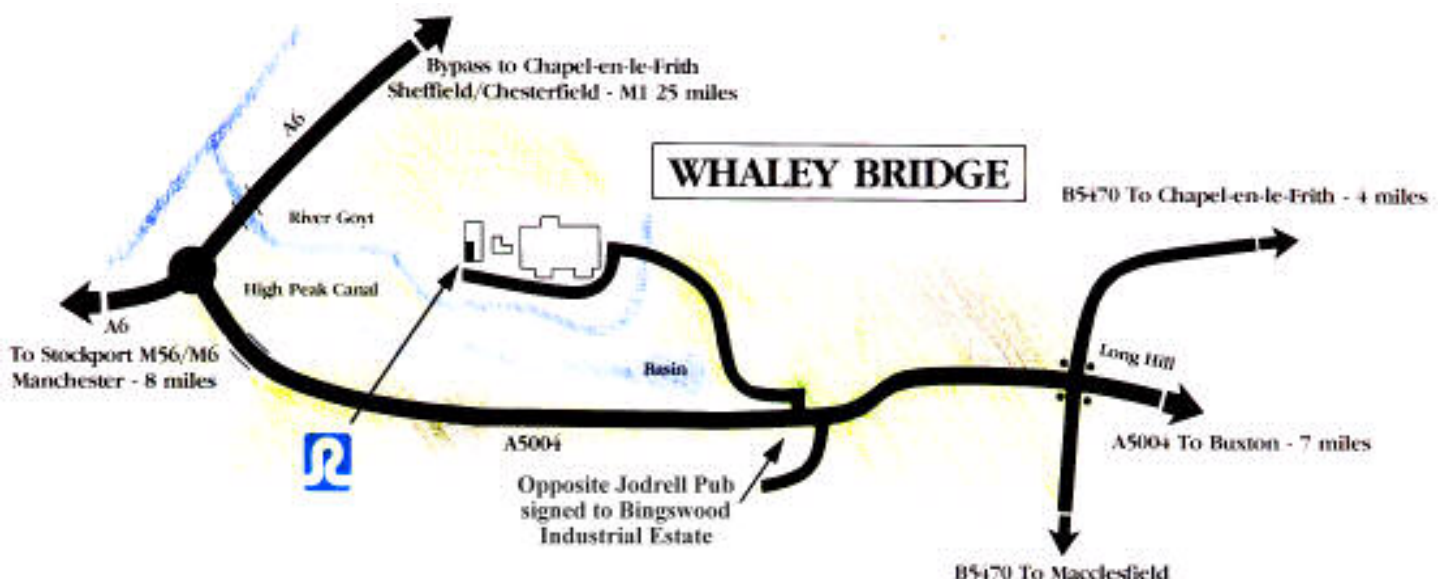 Bypass to Chapel-en-le-Frith
Sheffield/Chesterfield - M1 25 miles
A6
WHALEY BRIDGE
B5470 To Chapel-en-le-Frith - 4 miles
River Goyt
High Peak Canal
A6
To Stockport M56/M6
Manchester - 8 miles
Long Hill
Basin
A5004
A5004 To Buxton - 7 miles
Opposite Jodrell Pub
signed to Bingswood
Industrial Estate
B5470 To Macclesfield